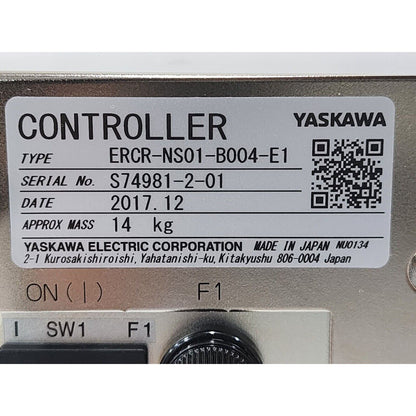 CONTROLLER YASKAWA
TYPE ERCR-NS01-B004-E1
SERIAL No. S74981-2-01
DATE 2017.12
APPROX MASS 14 kg
YASKAWA ELECTRIC CORPORATION MADE IN JAPAN NU0134
2-1 Kurosakishiroishi, Yahatanishi-ku, Kitakyushu 806-0004 Japan
ON(|) F1
I SW1 F1